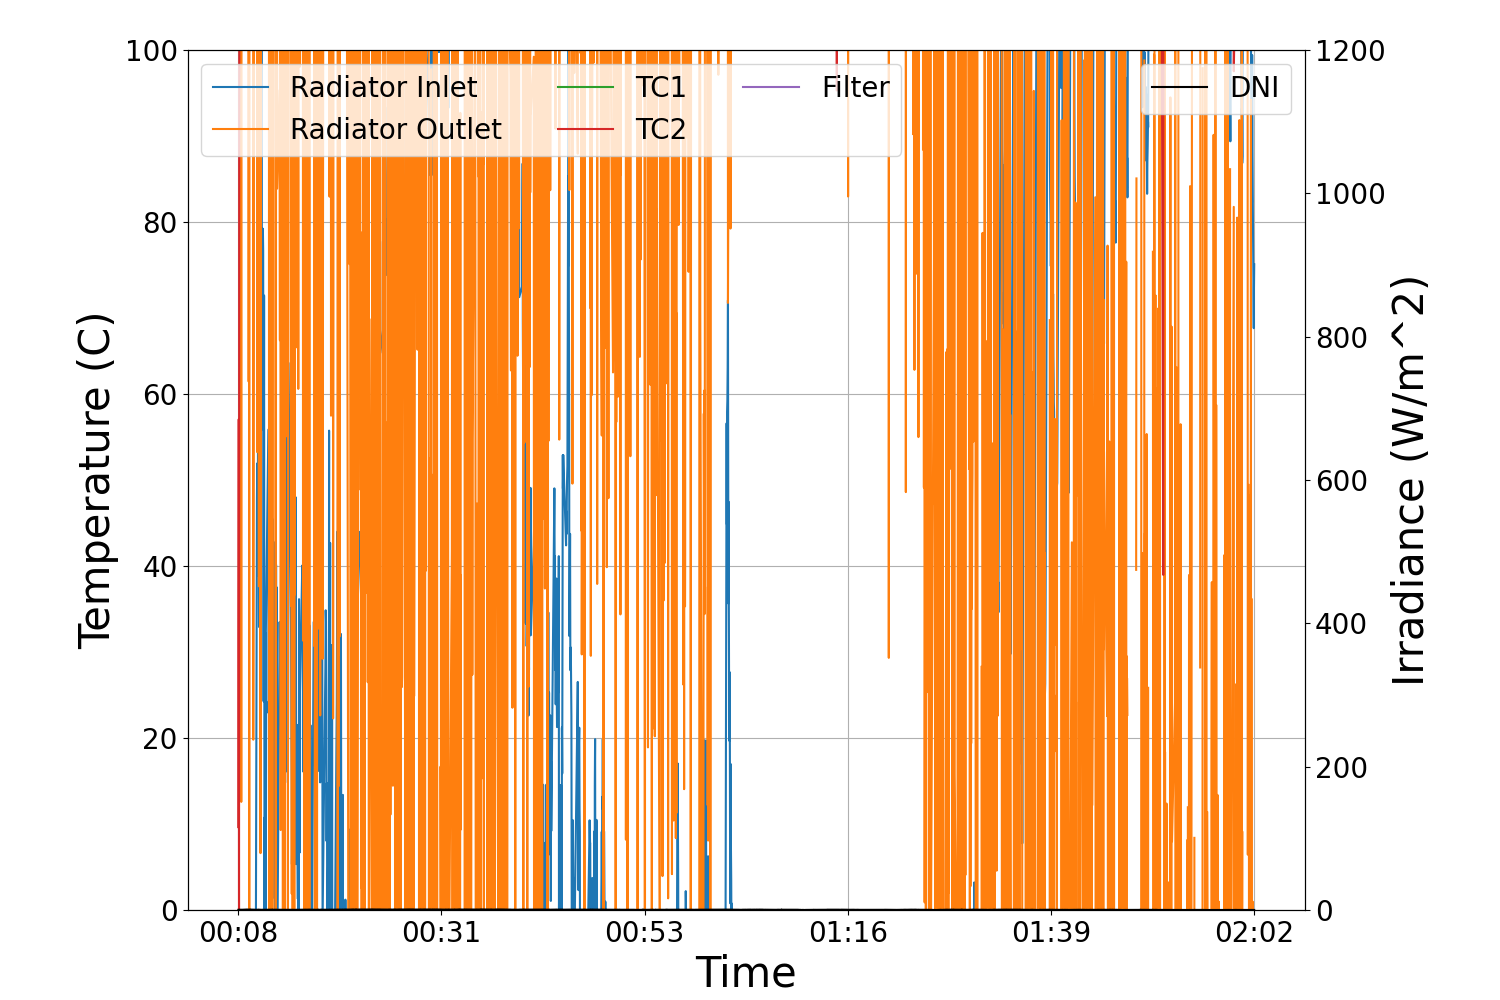 Radiator Inlet
Radiator Outlet
TC1
TC2
Filter
DNI
100
80
60
40
20
0
Temperature (C)
1200
1000
800
600
400
200
0
Irradiance (W/m^2)
00:08 00:31 00:53 01:16 01:39 02:02
Time